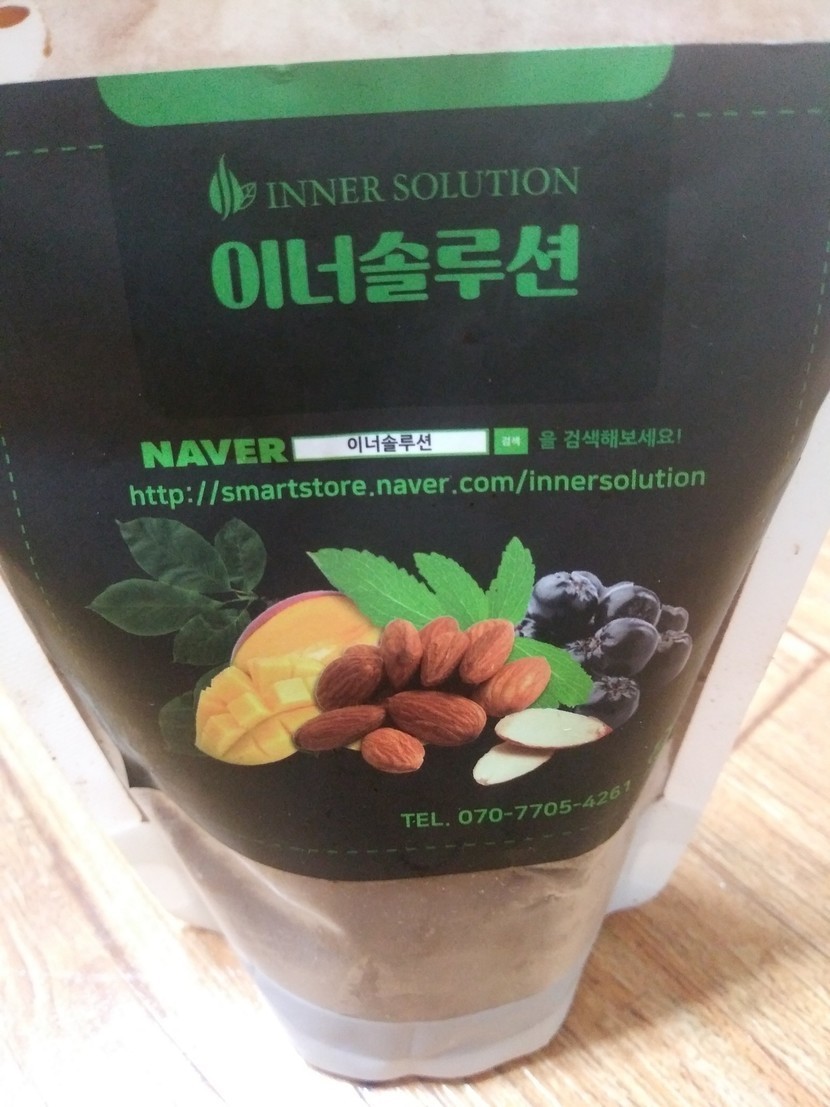 INNER SOLUTION
이너솔루션
NAVER 이너솔루션 검색 을 검색해보세요!
http://smartstore.naver.com/innersolution
TEL. 070-7705-4261